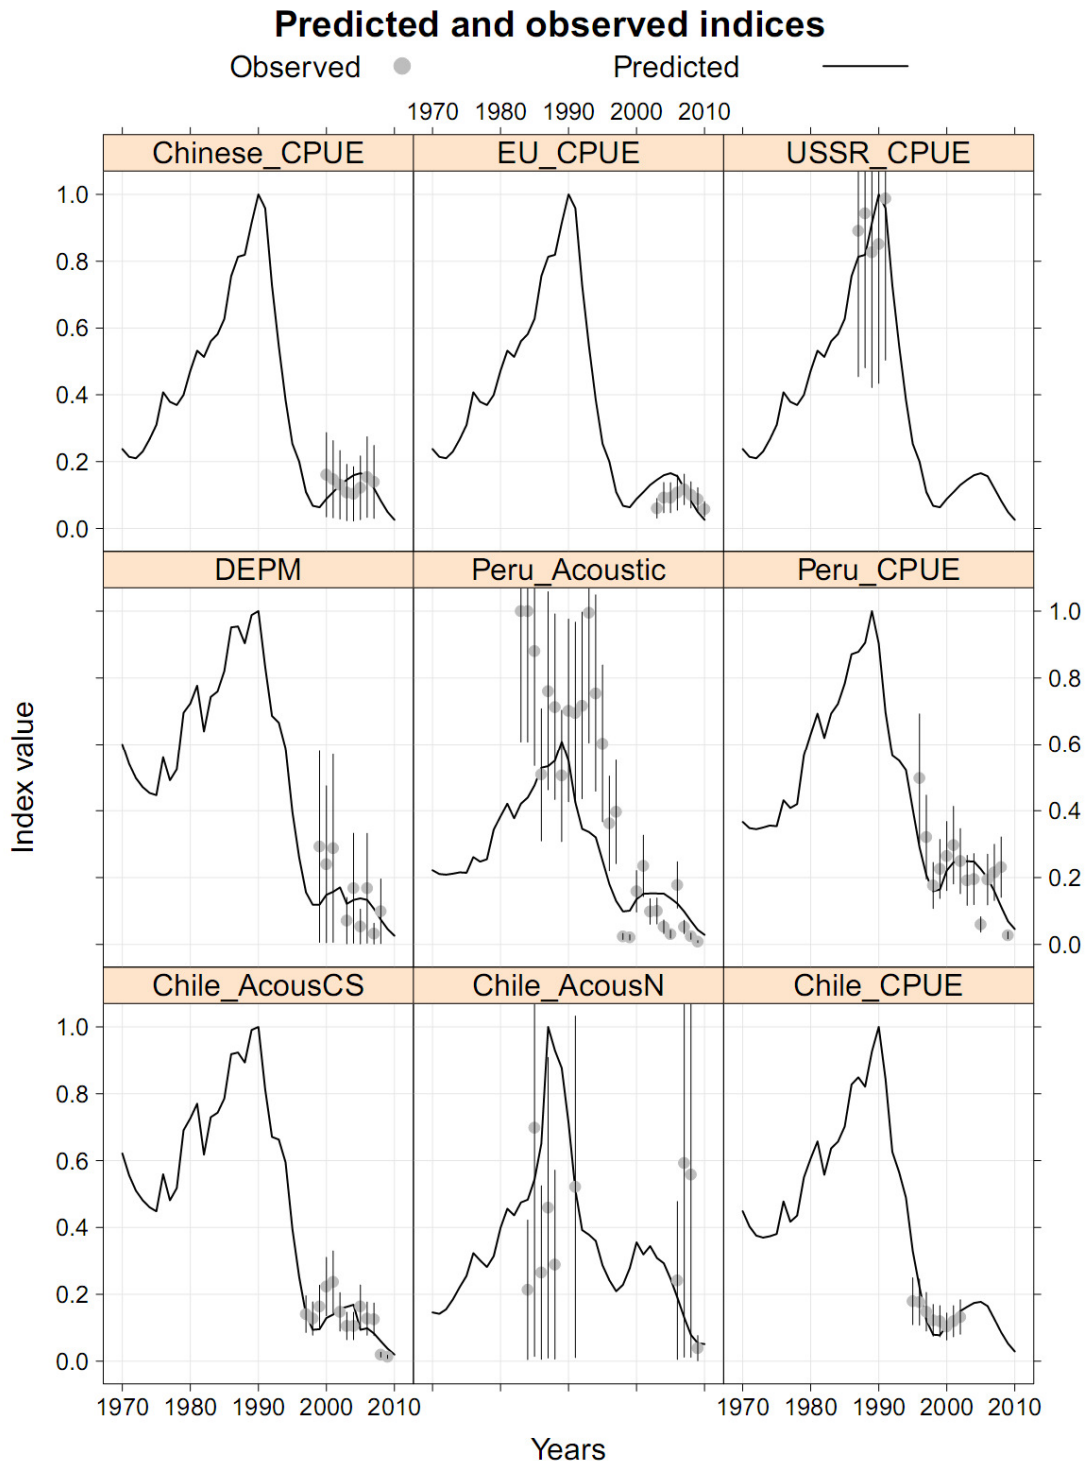 Predicted and observed indices
Observed Predicted
1970 1980 1990 2000 2010
Chinese_CPUE EU_CPUE USSR_CPUE
1.0
0.8
0.6
0.4
0.2
0.0
DEPM Peru_Acoustic Peru_CPUE
1.0
0.8
0.6
0.4
0.2
0.0
Index value
Chile_AcousCS Chile_AcousN Chile_CPUE
1.0
0.8
0.6
0.4
0.2
0.0
1970 1980 1990 2000 2010 1970 1980 1990 2000 2010
Years